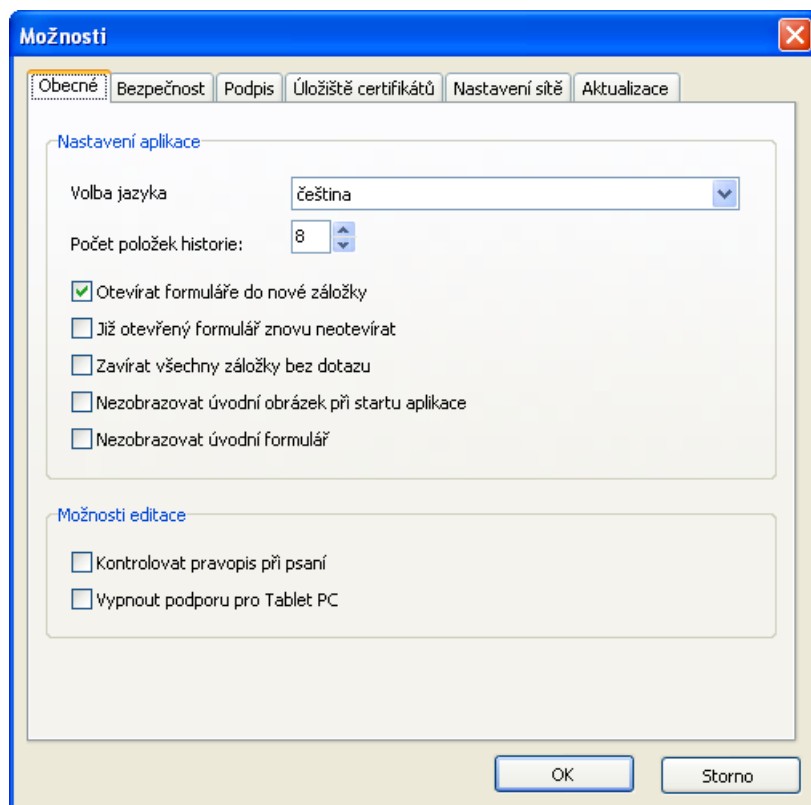 Možnosti
Obecné Bezpečnost Podpis Úložiště certifikátů Nastavení sítě Aktualizace
Nastavení aplikace
Volba jazyka čeština
Počet položek historie: 8
Otevírat formuláře do nové záložky
Již otevřený formulář znovu neotevírat
Zavírat všechny záložky bez dotazu
Nezobrazovat úvodní obrázek při startu aplikace
Nezobrazovat úvodní formulář
Možnosti editace
Kontrolovat pravopis při psaní
Vypnout podporu pro Tablet PC
OK Storno